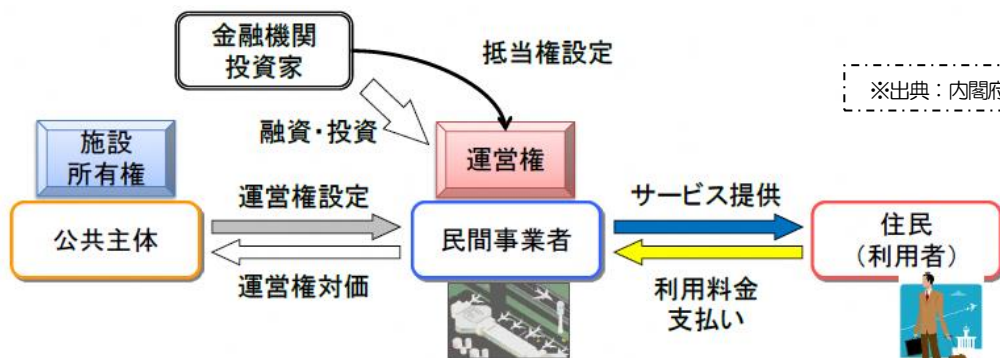 金融機関
投資家
抵当権設定
※出典：内閣府
融資・投資
施設
所有権
運営権
運営権設定
サービス提供
公共主体
民間事業者
住民
（利用者）
運営権対価
利用料金
支払い